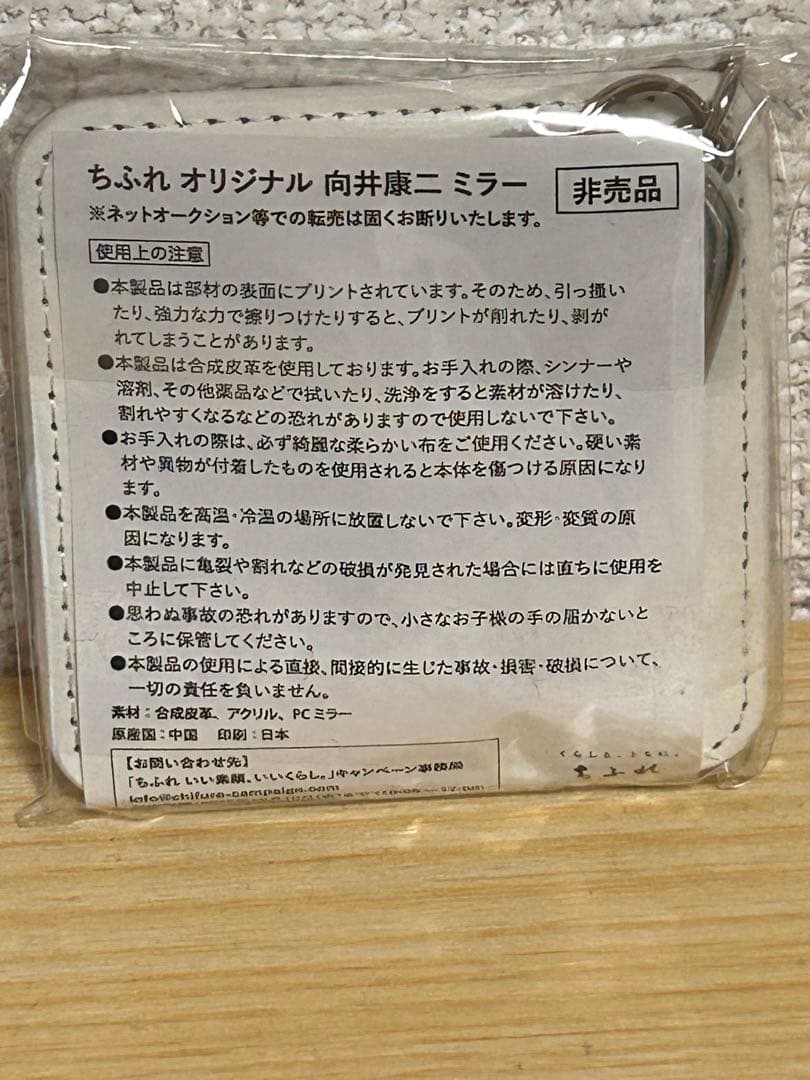 ちふれ オリジナル 向井康二 ミラー 非売品
※ネットオークション等での転売は固くお断りいたします。
使用上の注意
●本製品は部材の表面にプリントされています。そのため、引っ掻い
たり、強力な力で擦りつけたりすると、プリントが削れたり、剥が
れてしまうことがあります。
●本製品は合成皮革を使用しております。お手入れの際、シンナーや
溶剤、その他薬品などで拭いたり、洗浄をすると素材が溶けたり、
割れやすくなるなどの恐れがありますので使用しないで下さい。
●お手入れの際は、必ず綺麗な柔らかい布をご使用ください。硬い素
材や異物が付着したものを使用されると本体を傷つける原因になり
ます。
●本製品を高温・冷温の場所に放置しないで下さい。変形・変質の原
因になります。
●本製品に亀裂や割れなどの破損が発見された場合には直ちに使用を
中止して下さい。
●思わぬ事故の恐れがありますので、小さなお子様の手の届かないと
ころに保管してください。
●本製品の使用による直接、間接的に生じた事故・損害・破損について、
一切の責任を負いません。
素材：合成皮革、アクリル、PCミラー
原産国：中国 印刷：日本
【お問い合わせ先】
「ちふれ いい素顔、いいくらし。」キャンペーン事務局